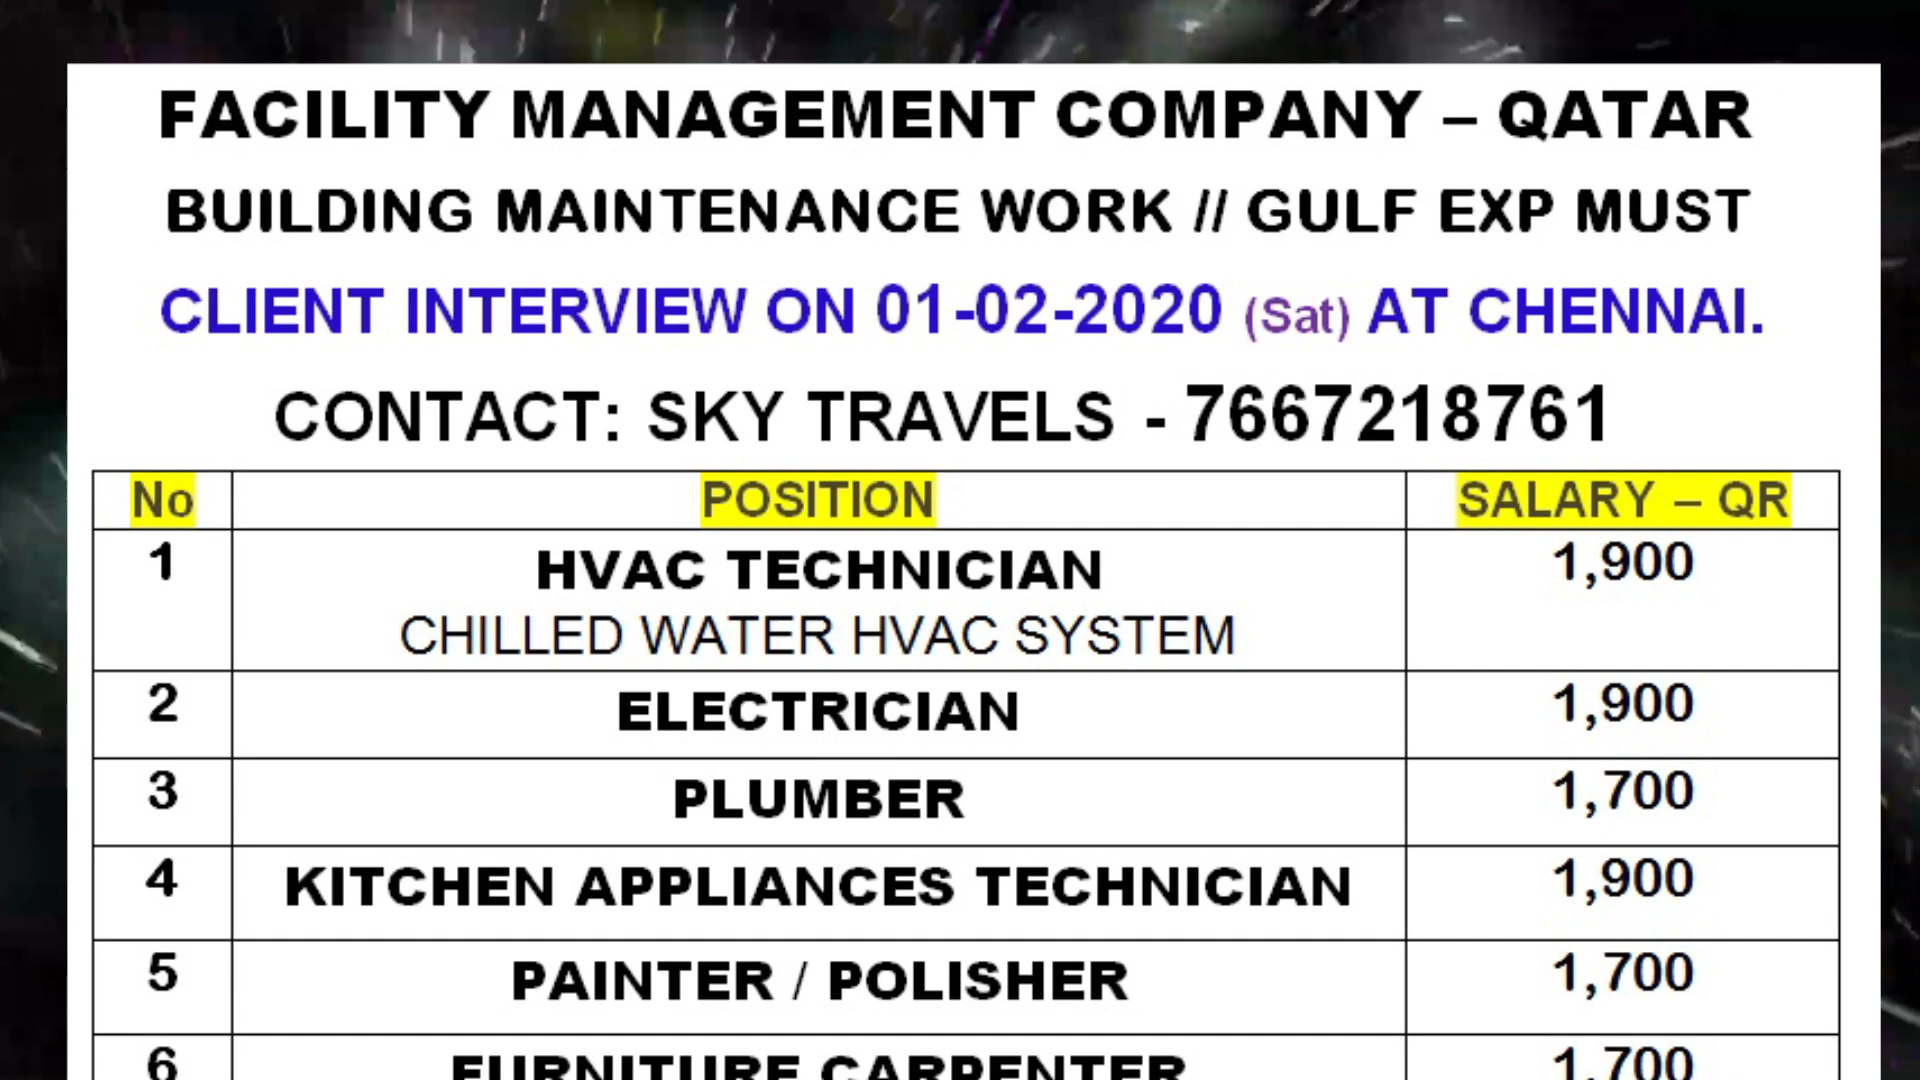 FACILITY MANAGEMENT COMPANY – QATAR
BUILDING MAINTENANCE WORK // GULF EXP MUST
CLIENT INTERVIEW ON 01-02-2020 (Sat) AT CHENNAI.
CONTACT: SKY TRAVELS - 7667218761
No POSITION SALARY – QR
1 HVAC TECHNICIAN 1,900
CHILLED WATER HVAC SYSTEM
2 ELECTRICIAN 1,900
3 PLUMBER 1,700
4 KITCHEN APPLIANCES TECHNICIAN 1,900
5 PAINTER / POLISHER 1,700
6 FURNITURE CARPENTER 1,700